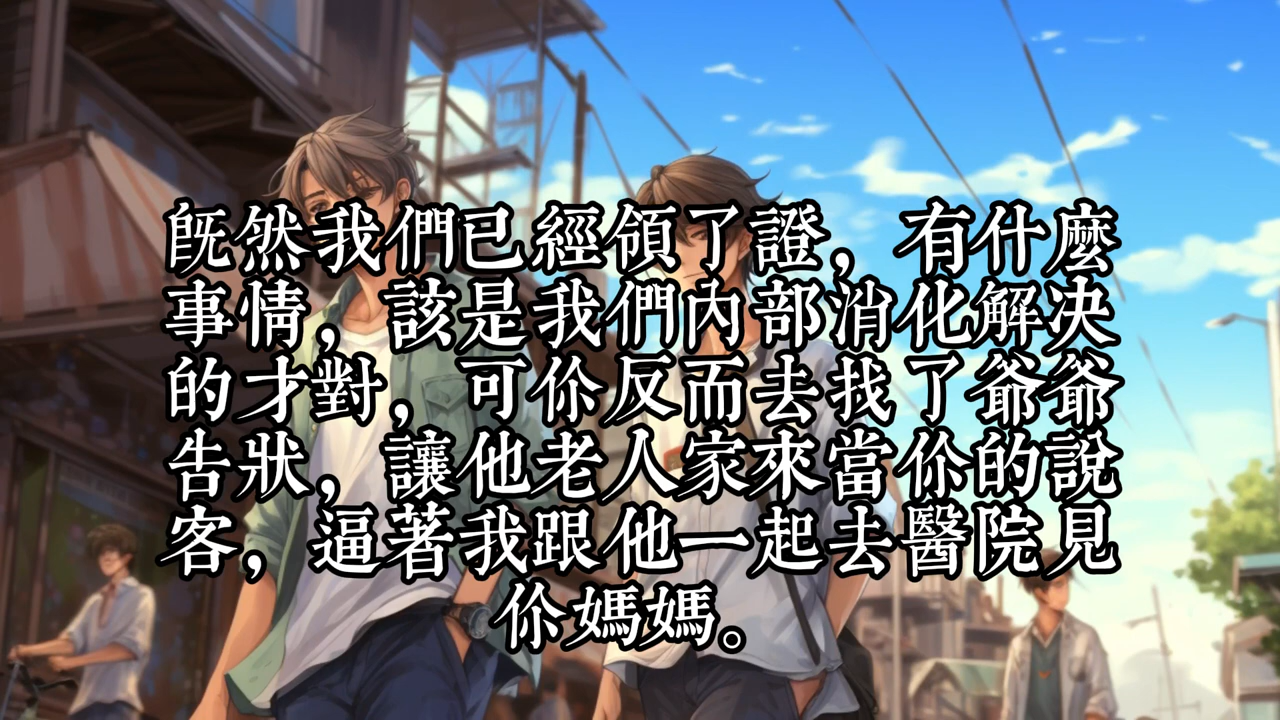 既然我們已經領了證，有什麼
事情，該是我們內部消化解決
的才對，可你反而去找了爺爺
告狀，讓他老人家來當你的說
客，逼著我跟他一起去醫院見
你媽媽。